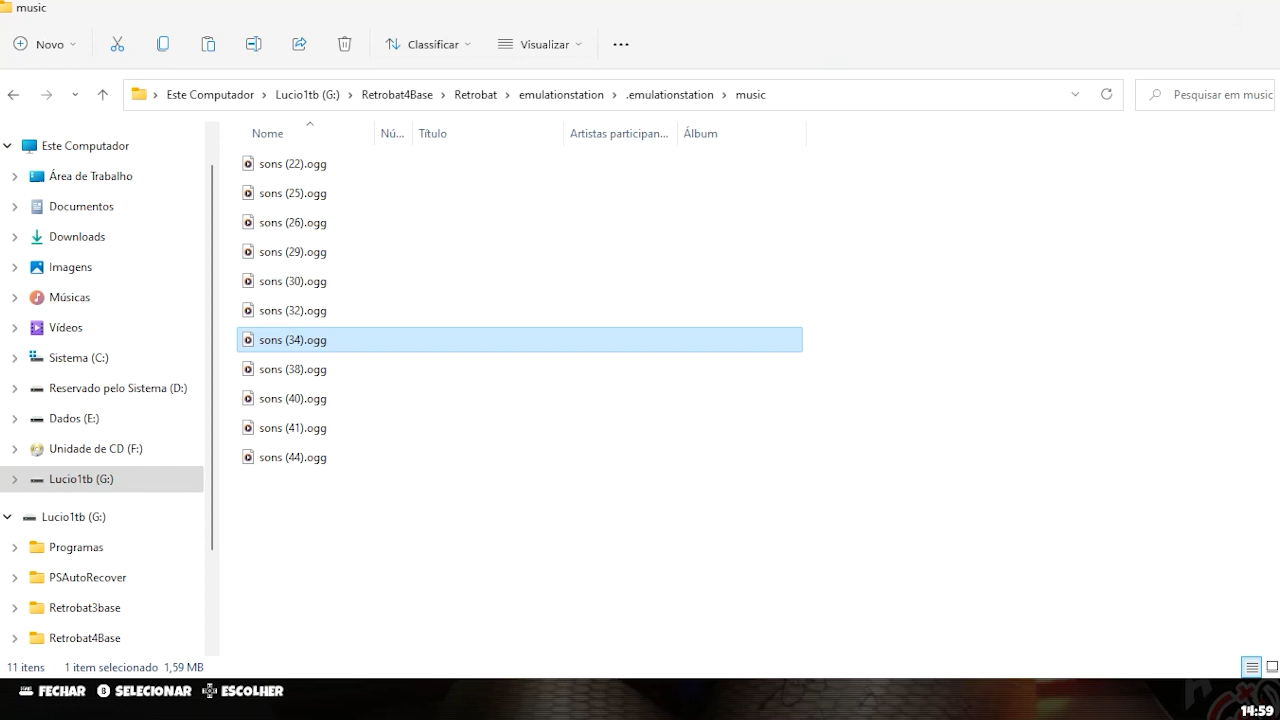 music
Novo
Classificar
Visualizar
Este Computador > Lucio1tb (G:) > Retrobat4Base > Retrobat > emulationstation > .emulationstation > music
Pesquisar em music
Este Computador
Área de Trabalho
Documentos
Downloads
Imagens
Músicas
Vídeos
Sistema (C:)
Reservado pelo Sistema (D:)
Dados (E:)
Unidade de CD (F:)
Lucio1tb (G:)
Lucio1tb (G:)
Programas
PSAutoRecover
Retrobat3base
Retrobat4Base
Nome Nú... Título Artistas participan... Álbum
sons (22).ogg
sons (25).ogg
sons (26).ogg
sons (29).ogg
sons (30).ogg
sons (32).ogg
sons (34).ogg
sons (38).ogg
sons (40).ogg
sons (41).ogg
sons (44).ogg
11 itens 1 item selecionado 1,59 MB
FECHAR B SELECIONAR ESCOLHER
14:59